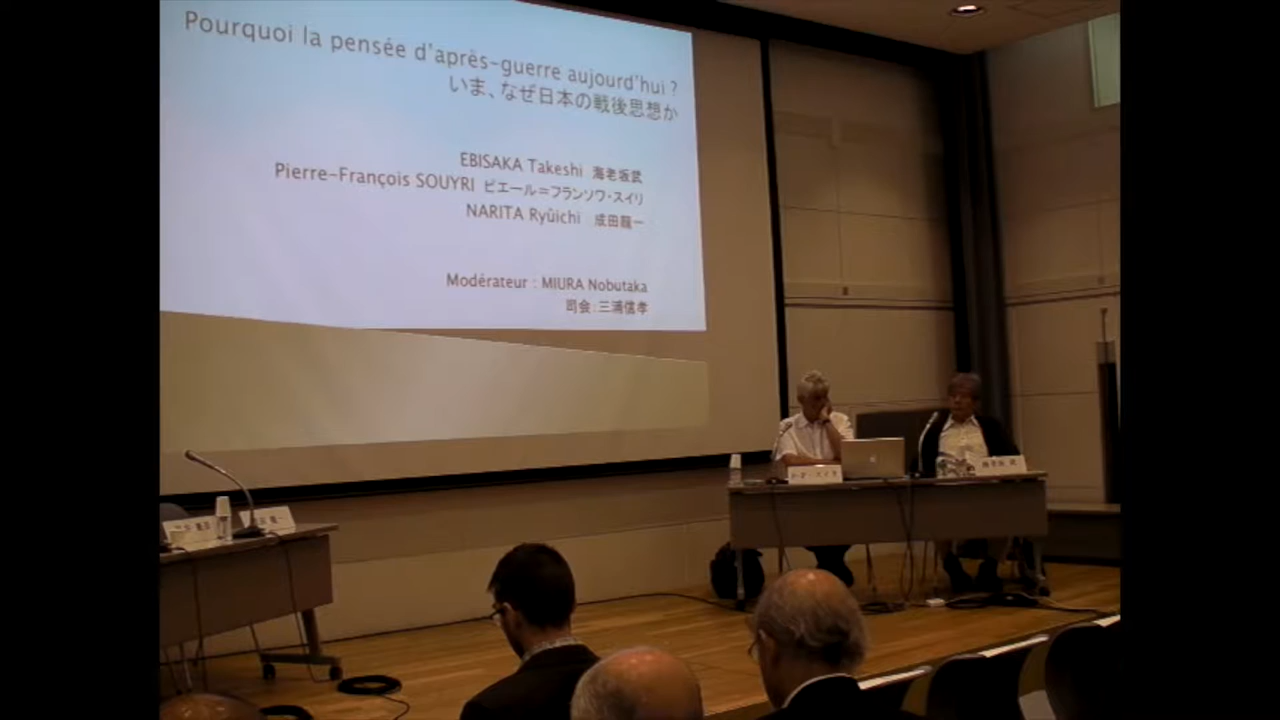 Pourquoi la pensée d'après-guerre aujourd'hui ?
いま、なぜ日本の戦後思想か
EBISAKA Takeshi 海老坂武
Pierre-François SOUYRI ピエール=フランソワ・スイリ
NARITA Ryûichi 成田龍一
Modérateur : MIURA Nobutaka
司会：三浦信孝